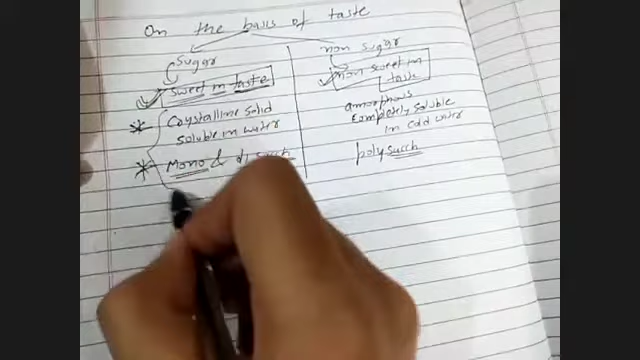 On the basis of taste
Sugar
sweet in taste
Crystalline solid
soluble in water
Mono & di sacch
non sugar
non sweet in
taste
amorphous
completely soluble
in cold water
poly sacch